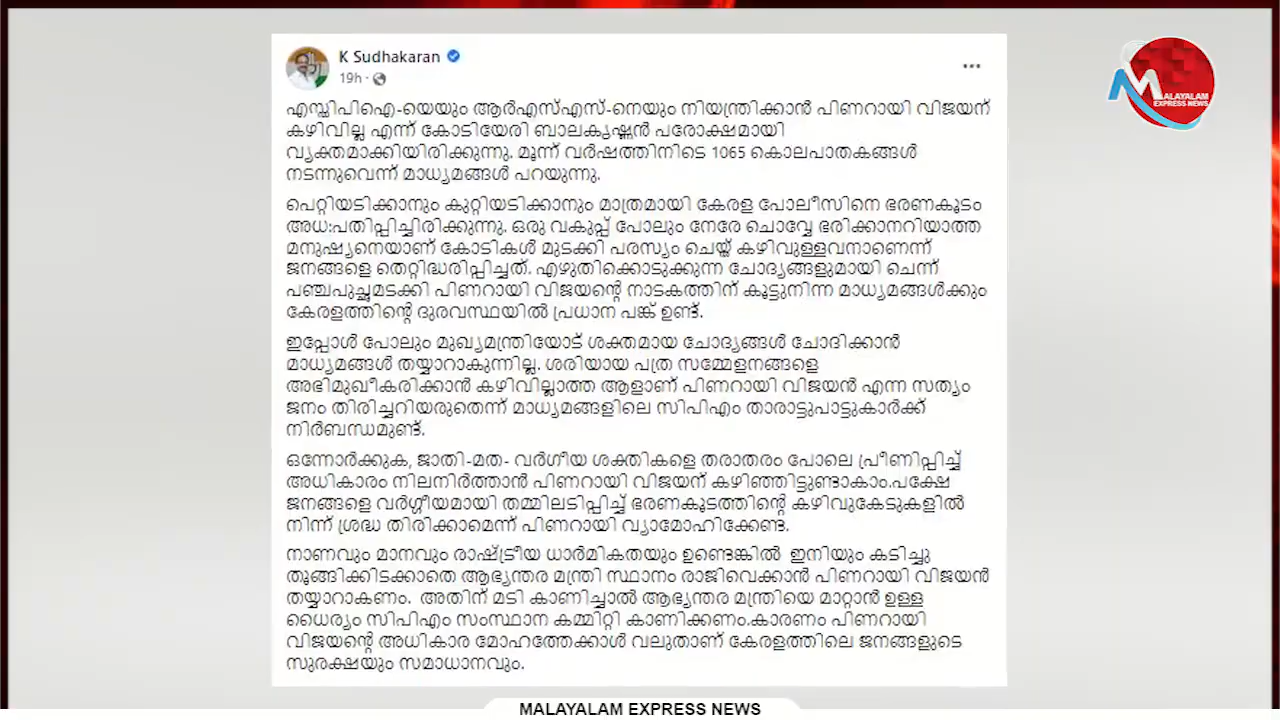 K Sudhakaran
19h
എസ്ഡിപിഐ-യെയും ആർഎസ്എസ്-നെയും നിയന്ത്രിക്കാൻ പിണറായി വിജയന്
കഴിവില്ല എന്ന് കോടിയേരി ബാലകൃഷ്ണൻ പരോക്ഷമായി
വ്യക്തമാക്കിയിരിക്കുന്നു. മൂന്ന് വർഷത്തിനിടെ 1065 കൊലപാതകങ്ങൾ
നടന്നുവെന്ന് മാധ്യമങ്ങൾ പറയുന്നു.
പെറ്റിയടിക്കാനും കുറ്റിയടിക്കാനും മാത്രമായി കേരള പോലീസിനെ ഭരണകൂടം
അധ:പതിപ്പിച്ചിരിക്കുന്നു. ഒരു വകുപ്പ് പോലും നേരേ ചൊവ്വേ ഭരിക്കാനറിയാത്ത
മനുഷ്യനെയാണ് കോടികൾ മുടക്കി പരസ്യം ചെയ്ത് കഴിവുള്ളവനാണെന്ന്
ജനങ്ങളെ തെറ്റിദ്ധരിപ്പിച്ചത്. എഴുതിക്കൊടുക്കുന്ന ചോദ്യങ്ങളുമായി ചെന്ന്
പഞ്ചപുച്ഛമടക്കി പിണറായി വിജയന്റെ നാടകത്തിന് കൂട്ടുനിന്ന മാധ്യമങ്ങൾക്കും
കേരളത്തിന്റെ ദുരവസ്ഥയിൽ പ്രധാന പങ്ക് ഉണ്ട്.
ഇപ്പോൾ പോലും മുഖ്യമന്ത്രിയോട് ശക്തമായ ചോദ്യങ്ങൾ ചോദിക്കാൻ
മാധ്യമങ്ങൾ തയ്യാറാകുന്നില്ല. ശരിയായ പത്ര സമ്മേളനങ്ങളെ
അഭിമുഖീകരിക്കാൻ കഴിവില്ലാത്ത ആളാണ് പിണറായി വിജയൻ എന്ന സത്യം
ജനം തിരിച്ചറിയരുതെന്ന് മാധ്യമങ്ങളിലെ സിപിഎം താരാട്ടുപാട്ടുകാർക്ക്
നിർബന്ധമുണ്ട്.
ഒന്നോർക്കുക, ജാതി-മത- വർഗീയ ശക്തികളെ തരാതരം പോലെ പ്രീണിപ്പിച്ച്
അധികാരം നിലനിർത്താൻ പിണറായി വിജയന് കഴിഞ്ഞിട്ടുണ്ടാകാം.പക്ഷേ
ജനങ്ങളെ വർഗ്ഗീയമായി തമ്മിലടിപ്പിച്ച് ഭരണകൂടത്തിന്റെ കഴിവുകേടുകളിൽ
നിന്ന് ശ്രദ്ധ തിരിക്കാമെന്ന് പിണറായി വ്യാമോഹിക്കേണ്ട.
നാണവും മാനവും രാഷ്ട്രീയ ധാർമികതയും ഉണ്ടെങ്കിൽ ഇനിയും കടിച്ചു
തൂങ്ങിക്കിടക്കാതെ ആഭ്യന്തര മന്ത്രി സ്ഥാനം രാജിവെക്കാൻ പിണറായി വിജയൻ
തയ്യാറാകണം. അതിന് മടി കാണിച്ചാൽ ആഭ്യന്തര മന്ത്രിയെ മാറ്റാൻ ഉള്ള
ധൈര്യം സിപിഎം സംസ്ഥാന കമ്മിറ്റി കാണിക്കണം.കാരണം പിണറായി
വിജയന്റെ അധികാര മോഹത്തേക്കാൾ വലുതാണ് കേരളത്തിലെ ജനങ്ങളുടെ
സുരക്ഷയും സമാധാനവും.
MALAYALAM
EXPRESS NEWS
MALAYALAM EXPRESS NEWS